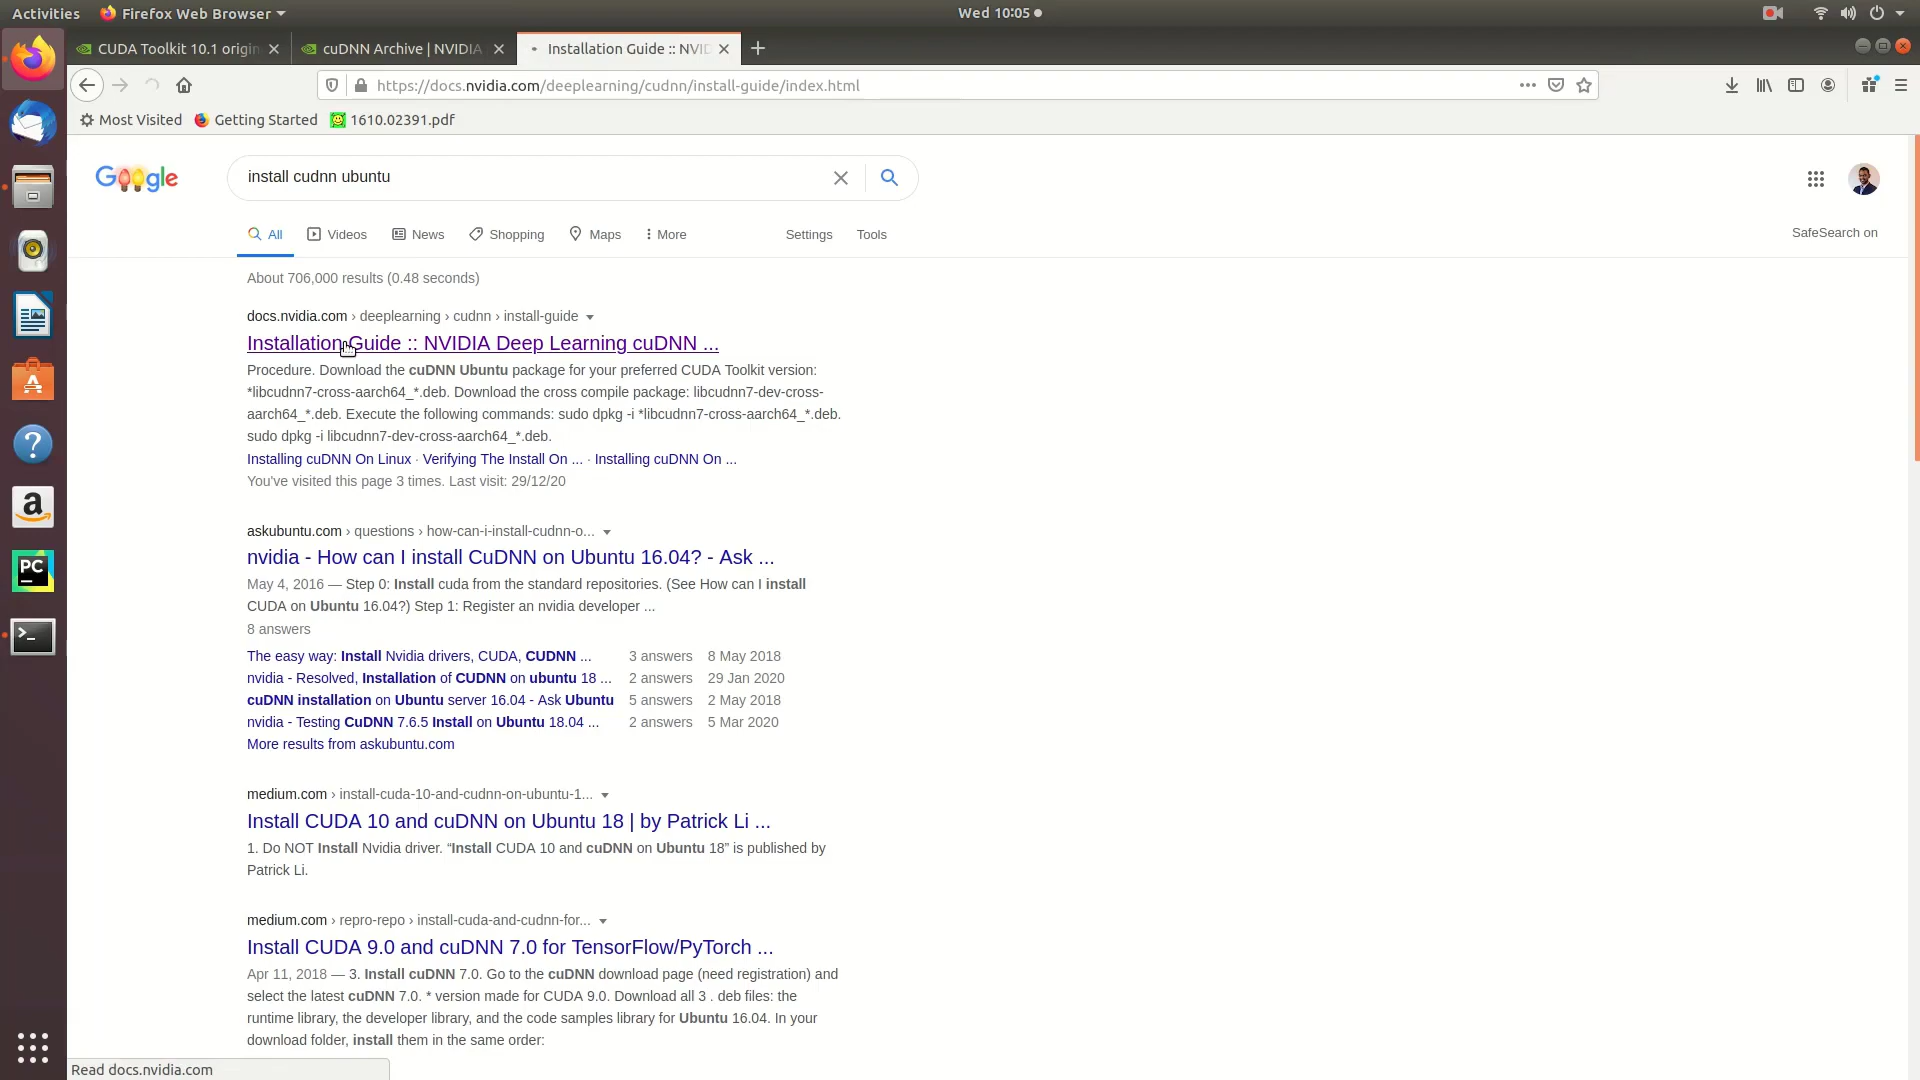 Activities Firefox Web Browser Wed 10:05
CUDA Toolkit 10.1 origin cuDNN Archive | NVIDIA Installation Guide :: NVID
https://docs.nvidia.com/deeplearning/cudnn/install-guide/index.html
Most Visited Getting Started 1610.02391.pdf
Google install cudnn ubuntu
All Videos News Shopping Maps More Settings Tools SafeSearch on
About 706,000 results (0.48 seconds)
docs.nvidia.com › deeplearning › cudnn › install-guide
Installation Guide :: NVIDIA Deep Learning cuDNN ...
Procedure. Download the cuDNN Ubuntu package for your preferred CUDA Toolkit version:
*libcudnn7-cross-aarch64_*.deb. Download the cross compile package: libcudnn7-dev-cross-
aarch64_*.deb. Execute the following commands: sudo dpkg -i *libcudnn7-cross-aarch64_*.deb.
sudo dpkg -i libcudnn7-dev-cross-aarch64_*.deb.
Installing cuDNN On Linux · Verifying The Install On ... · Installing cuDNN On ...
You've visited this page 3 times. Last visit: 29/12/20
askubuntu.com › questions › how-can-i-install-cudnn-o...
nvidia - How can I install CuDNN on Ubuntu 16.04? - Ask ...
May 4, 2016 — Step 0: Install cuda from the standard repositories. (See How can I install
CUDA on Ubuntu 16.04?) Step 1: Register an nvidia developer ...
8 answers
The easy way: Install Nvidia drivers, CUDA, CUDNN ... 3 answers 8 May 2018
nvidia - Resolved, Installation of CUDNN on ubuntu 18 ... 2 answers 29 Jan 2020
cuDNN installation on Ubuntu server 16.04 - Ask Ubuntu 5 answers 2 May 2018
nvidia - Testing CuDNN 7.6.5 Install on Ubuntu 18.04 ... 2 answers 5 Mar 2020
More results from askubuntu.com
medium.com › install-cuda-10-and-cudnn-on-ubuntu-1...
Install CUDA 10 and cuDNN on Ubuntu 18 | by Patrick Li ...
1. Do NOT Install Nvidia driver. “Install CUDA 10 and cuDNN on Ubuntu 18” is published by
Patrick Li.
medium.com › repro-repo › install-cuda-and-cudnn-for...
Install CUDA 9.0 and cuDNN 7.0 for TensorFlow/PyTorch ...
Apr 11, 2018 — 3. Install cuDNN 7.0. Go to the cuDNN download page (need registration) and
select the latest cuDNN 7.0. * version made for CUDA 9.0. Download all 3 . deb files: the
runtime library, the developer library, and the code samples library for Ubuntu 16.04. In your
download folder, install them in the same order:
Read docs.nvidia.com